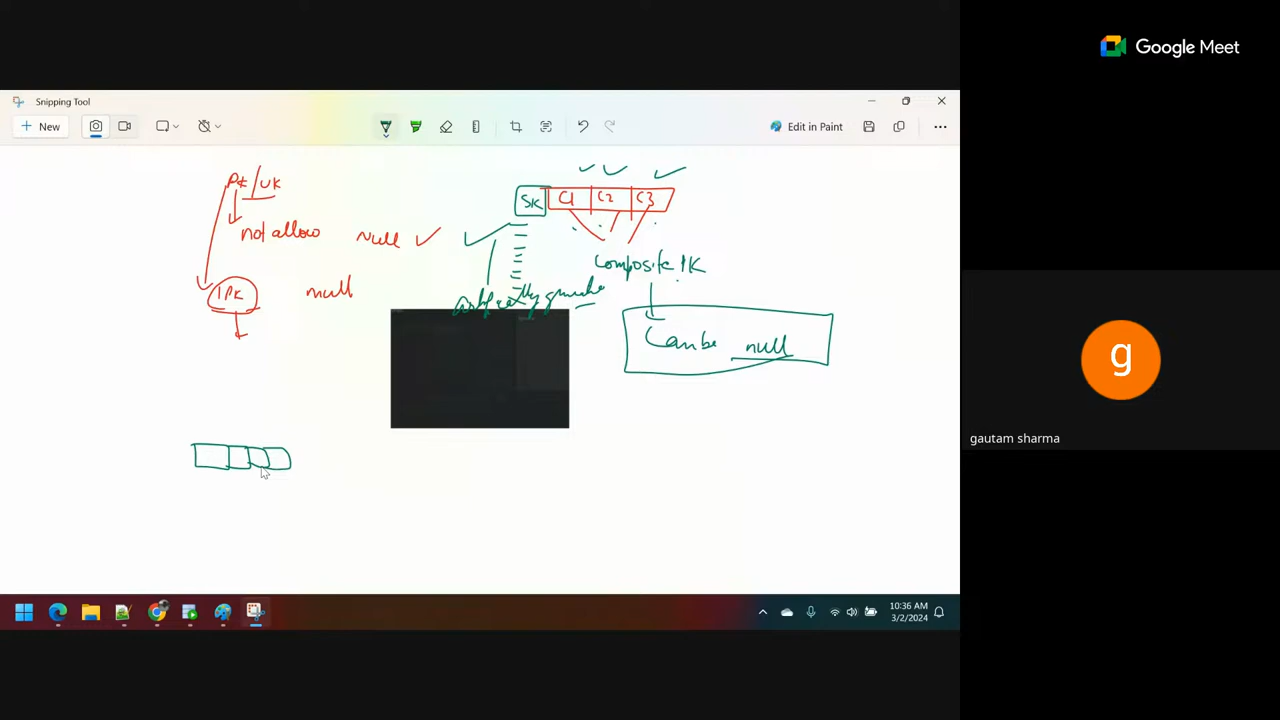 Google Meet
Snipping Tool
New
Edit in Paint
PK/UK
not allow null
1PK null
SK C1 C2 C3
Composite PK
Can be null
g
gautam sharma
10:36 AM
3/2/2024